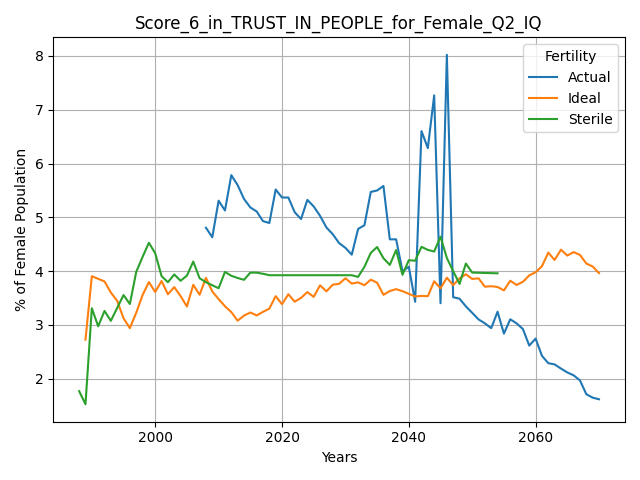 Score_6_in_TRUST_IN_PEOPLE_for_Female_Q2_IQ
Fertility
Actual
Ideal
Sterile
% of Female Population
8
7
6
5
4
3
2
2000
2020
2040
2060
Years